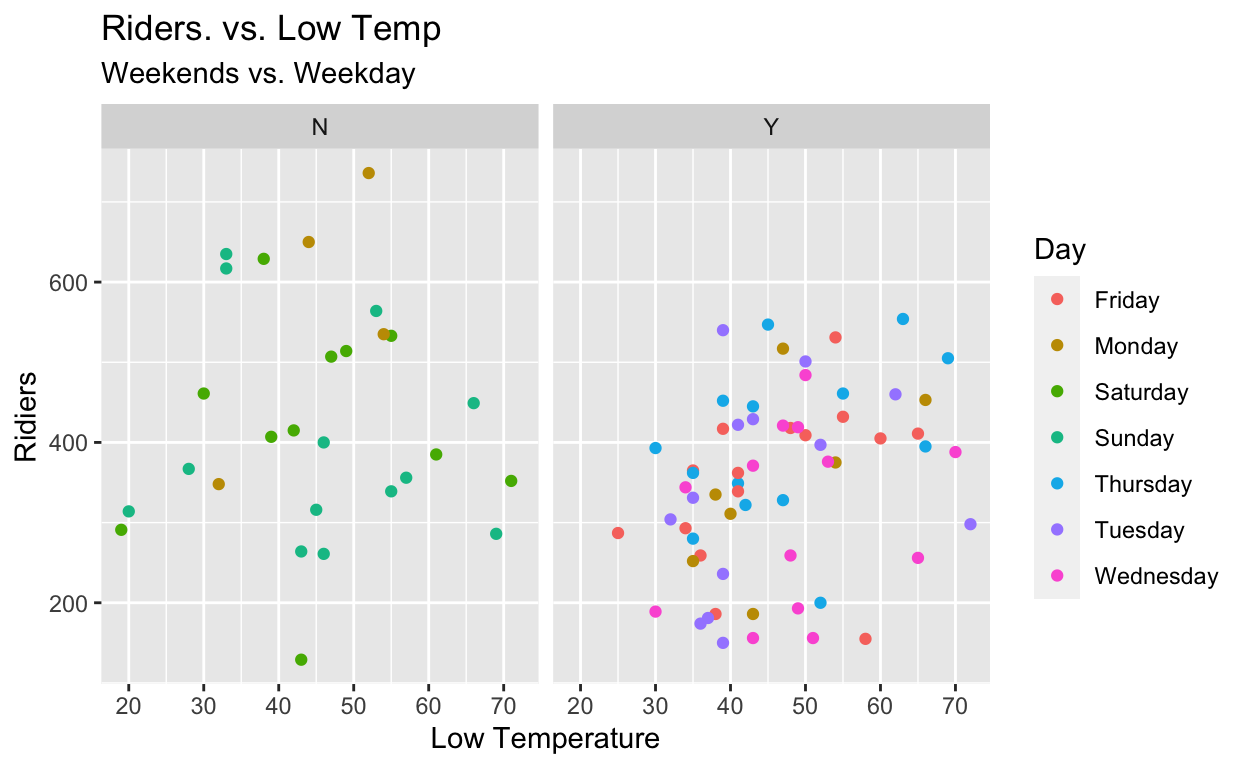 Riders. vs. Low Temp
Weekends vs. Weekday
N
Y
Ridiers
600
400
200
20 30 40 50 60 70
20 30 40 50 60 70
Low Temperature
Day
Friday
Monday
Saturday
Sunday
Thursday
Tuesday
Wednesday